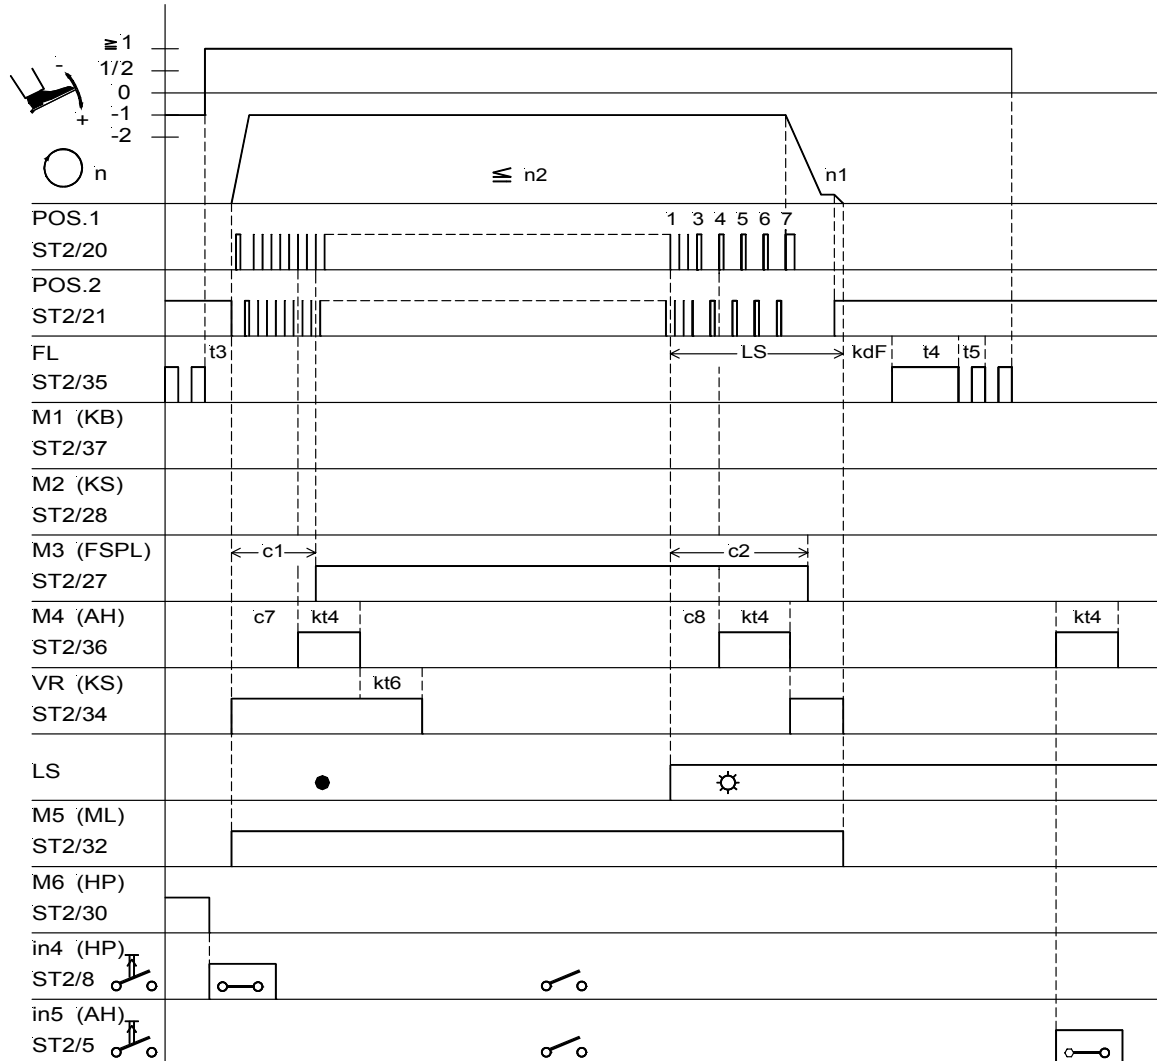 ≧ 1
- 1/2
0
+ -1
-2
n
≦ n2
n1
POS.1
ST2/20
1 3 4 5 6 7
POS.2
ST2/21
FL
ST2/35
t3
LS
kdF
t4
t5
M1 (KB)
ST2/37
M2 (KS)
ST2/28
M3 (FSPL)
ST2/27
c1
c2
M4 (AH)
ST2/36
c7
kt4
c8
kt4
kt4
VR (KS)
ST2/34
kt6
LS
M5 (ML)
ST2/32
M6 (HP)
ST2/30
in4 (HP)
ST2/8
in5 (AH)
ST2/5